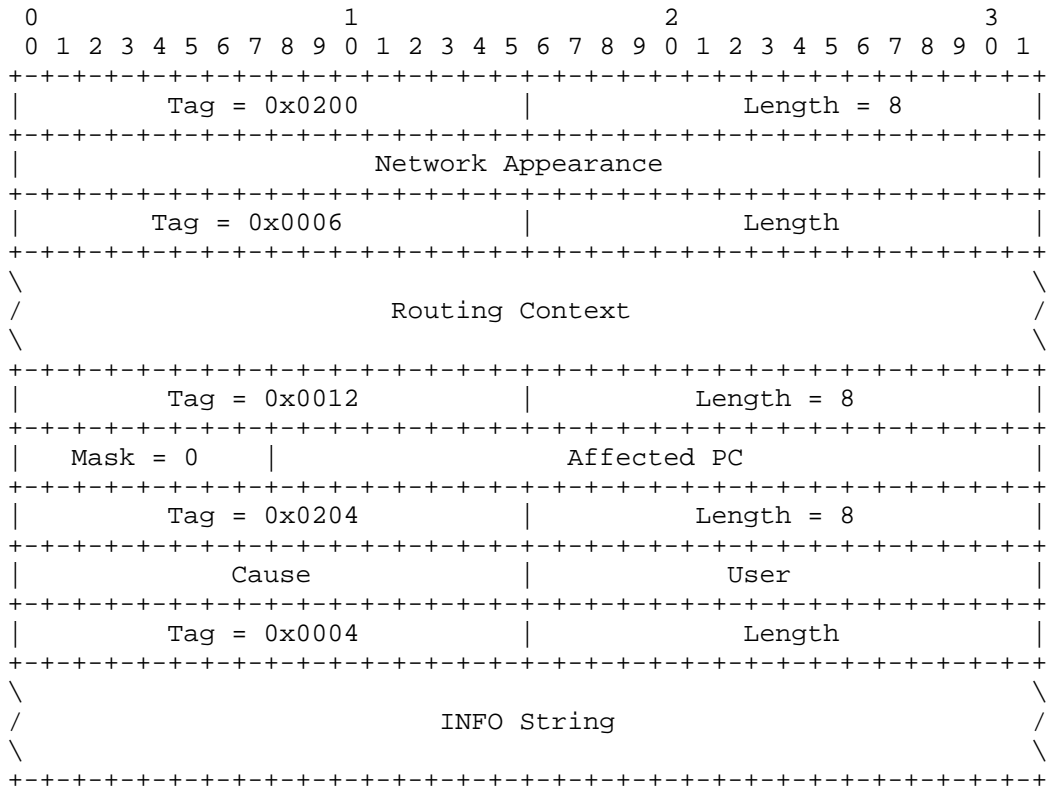 0                   1                   2                   3
 0 1 2 3 4 5 6 7 8 9 0 1 2 3 4 5 6 7 8 9 0 1 2 3 4 5 6 7 8 9 0 1
+-+-+-+-+-+-+-+-+-+-+-+-+-+-+-+-+-+-+-+-+-+-+-+-+-+-+-+-+-+-+-+-+
|         Tag = 0x0200          |             Length = 8        |
+-+-+-+-+-+-+-+-+-+-+-+-+-+-+-+-+-+-+-+-+-+-+-+-+-+-+-+-+-+-+-+-+
|                      Network Appearance                       |
+-+-+-+-+-+-+-+-+-+-+-+-+-+-+-+-+-+-+-+-+-+-+-+-+-+-+-+-+-+-+-+-+
|        Tag = 0x0006           |             Length            |
+-+-+-+-+-+-+-+-+-+-+-+-+-+-+-+-+-+-+-+-+-+-+-+-+-+-+-+-+-+-+-+-+
\                                                               \
/                       Routing Context                         /
\                                                               \
+-+-+-+-+-+-+-+-+-+-+-+-+-+-+-+-+-+-+-+-+-+-+-+-+-+-+-+-+-+-+-+-+
|         Tag = 0x0012          |          Length = 8           |
+-+-+-+-+-+-+-+-+-+-+-+-+-+-+-+-+-+-+-+-+-+-+-+-+-+-+-+-+-+-+-+-+
|   Mask = 0    |                  Affected PC                  |
+-+-+-+-+-+-+-+-+-+-+-+-+-+-+-+-+-+-+-+-+-+-+-+-+-+-+-+-+-+-+-+-+
|         Tag = 0x0204          |          Length = 8           |
+-+-+-+-+-+-+-+-+-+-+-+-+-+-+-+-+-+-+-+-+-+-+-+-+-+-+-+-+-+-+-+-+
|             Cause             |            User               |
+-+-+-+-+-+-+-+-+-+-+-+-+-+-+-+-+-+-+-+-+-+-+-+-+-+-+-+-+-+-+-+-+
|         Tag = 0x0004          |             Length            |
+-+-+-+-+-+-+-+-+-+-+-+-+-+-+-+-+-+-+-+-+-+-+-+-+-+-+-+-+-+-+-+-+
\                                                               \
/                          INFO String                          /
\                                                               \
+-+-+-+-+-+-+-+-+-+-+-+-+-+-+-+-+-+-+-+-+-+-+-+-+-+-+-+-+-+-+-+-+